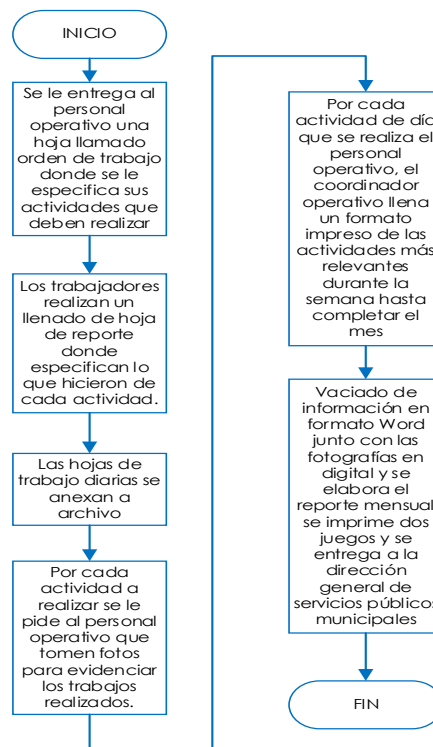 INICIO
Se le entrega al
personal
operativo una
hoja llamado
orden de trabajo
donde se le
especifica sus
actividades que
deben realizar
Los trabajadores
realizan un
llenado de hoja
de reporte
donde
especifican lo
que hicieron de
cada actividad.
Las hojas de
trabajo diarias se
anexan a
archivo
Por cada
actividad a
realizar se le
pide al personal
operativo que
tomen fotos
para evidenciar
los trabajos
realizados.
Por cada
actividad de día
que se realiza el
personal
operativo, el
coordinador
operativo llena
un formato
impreso de las
actividades más
relevantes
durante la
semana hasta
completar el
mes
Vaciado de
información en
formato Word
junto con las
fotografías en
digital y se
elabora el
reporte mensual
se imprime dos
juegos y se
entrega a la
dirección
general de
servicios públicos
municipales
FIN